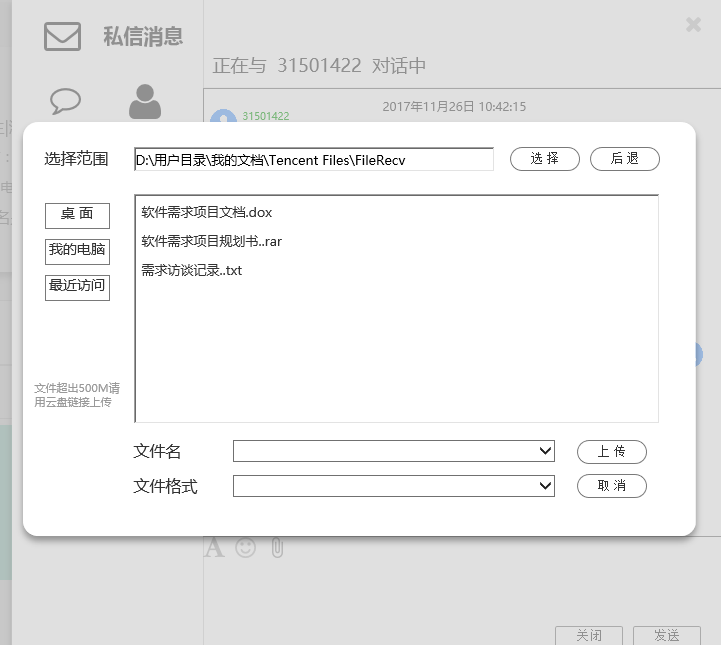 私信消息
正在与 31501422 对话中
2017年11月26日 10:42:15
31501422
选择范围
D:\用户目录\我的文档\Tencent Files\FileRecv
选 择
后 退
桌 面
我的电脑
最近访问
软件需求项目文档.dox
软件需求项目规划书..rar
需求访谈记录..txt
文件超出500M请
用云盘链接上传
文件名
上 传
文件格式
取 消
A
关闭
发送